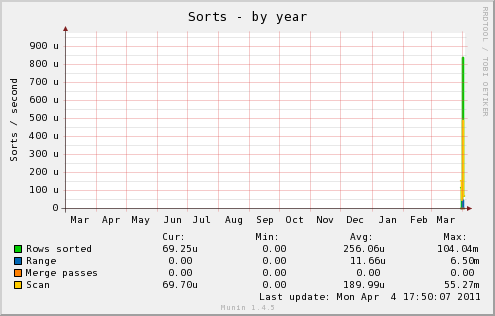 Sorts - by year
RRDTOOL / TOBI OETIKER
Sorts / second
900 u
800 u
700 u
600 u
500 u
400 u
300 u
200 u
100 u
0
Mar Apr May Jun Jul Aug Sep Oct Nov Dec Jan Feb Mar
Cur: Min: Avg: Max:
Rows sorted 69.25u 0.00 256.06u 104.04m
Range 0.00 0.00 11.66u 6.50m
Merge passes 0.00 0.00 0.00 0.00
Scan 69.70u 0.00 189.99u 55.27m
Last update: Mon Apr 4 17:50:07 2011
Munin 1.4.5